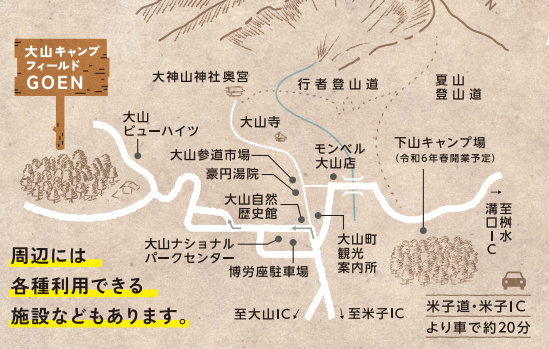 大山キャンプ
フィールド
GOEN
大神山神社奥宮
行者登山道
夏山
登山道
大山
ビューハイツ
大山寺
モンベル
大山店
下山キャンプ場
(令和6年春開業予定)
大山参道市場
豪円湯院
大山自然
歴史館
→至桝水
溝口IC
大山ナショナル
パークセンター
博労座駐車場
大山町
観光
案内所
周辺には
各種利用できる
施設などもあります。
至大山IC↙
↘至米子IC
米子道・米子IC
より車で約20分